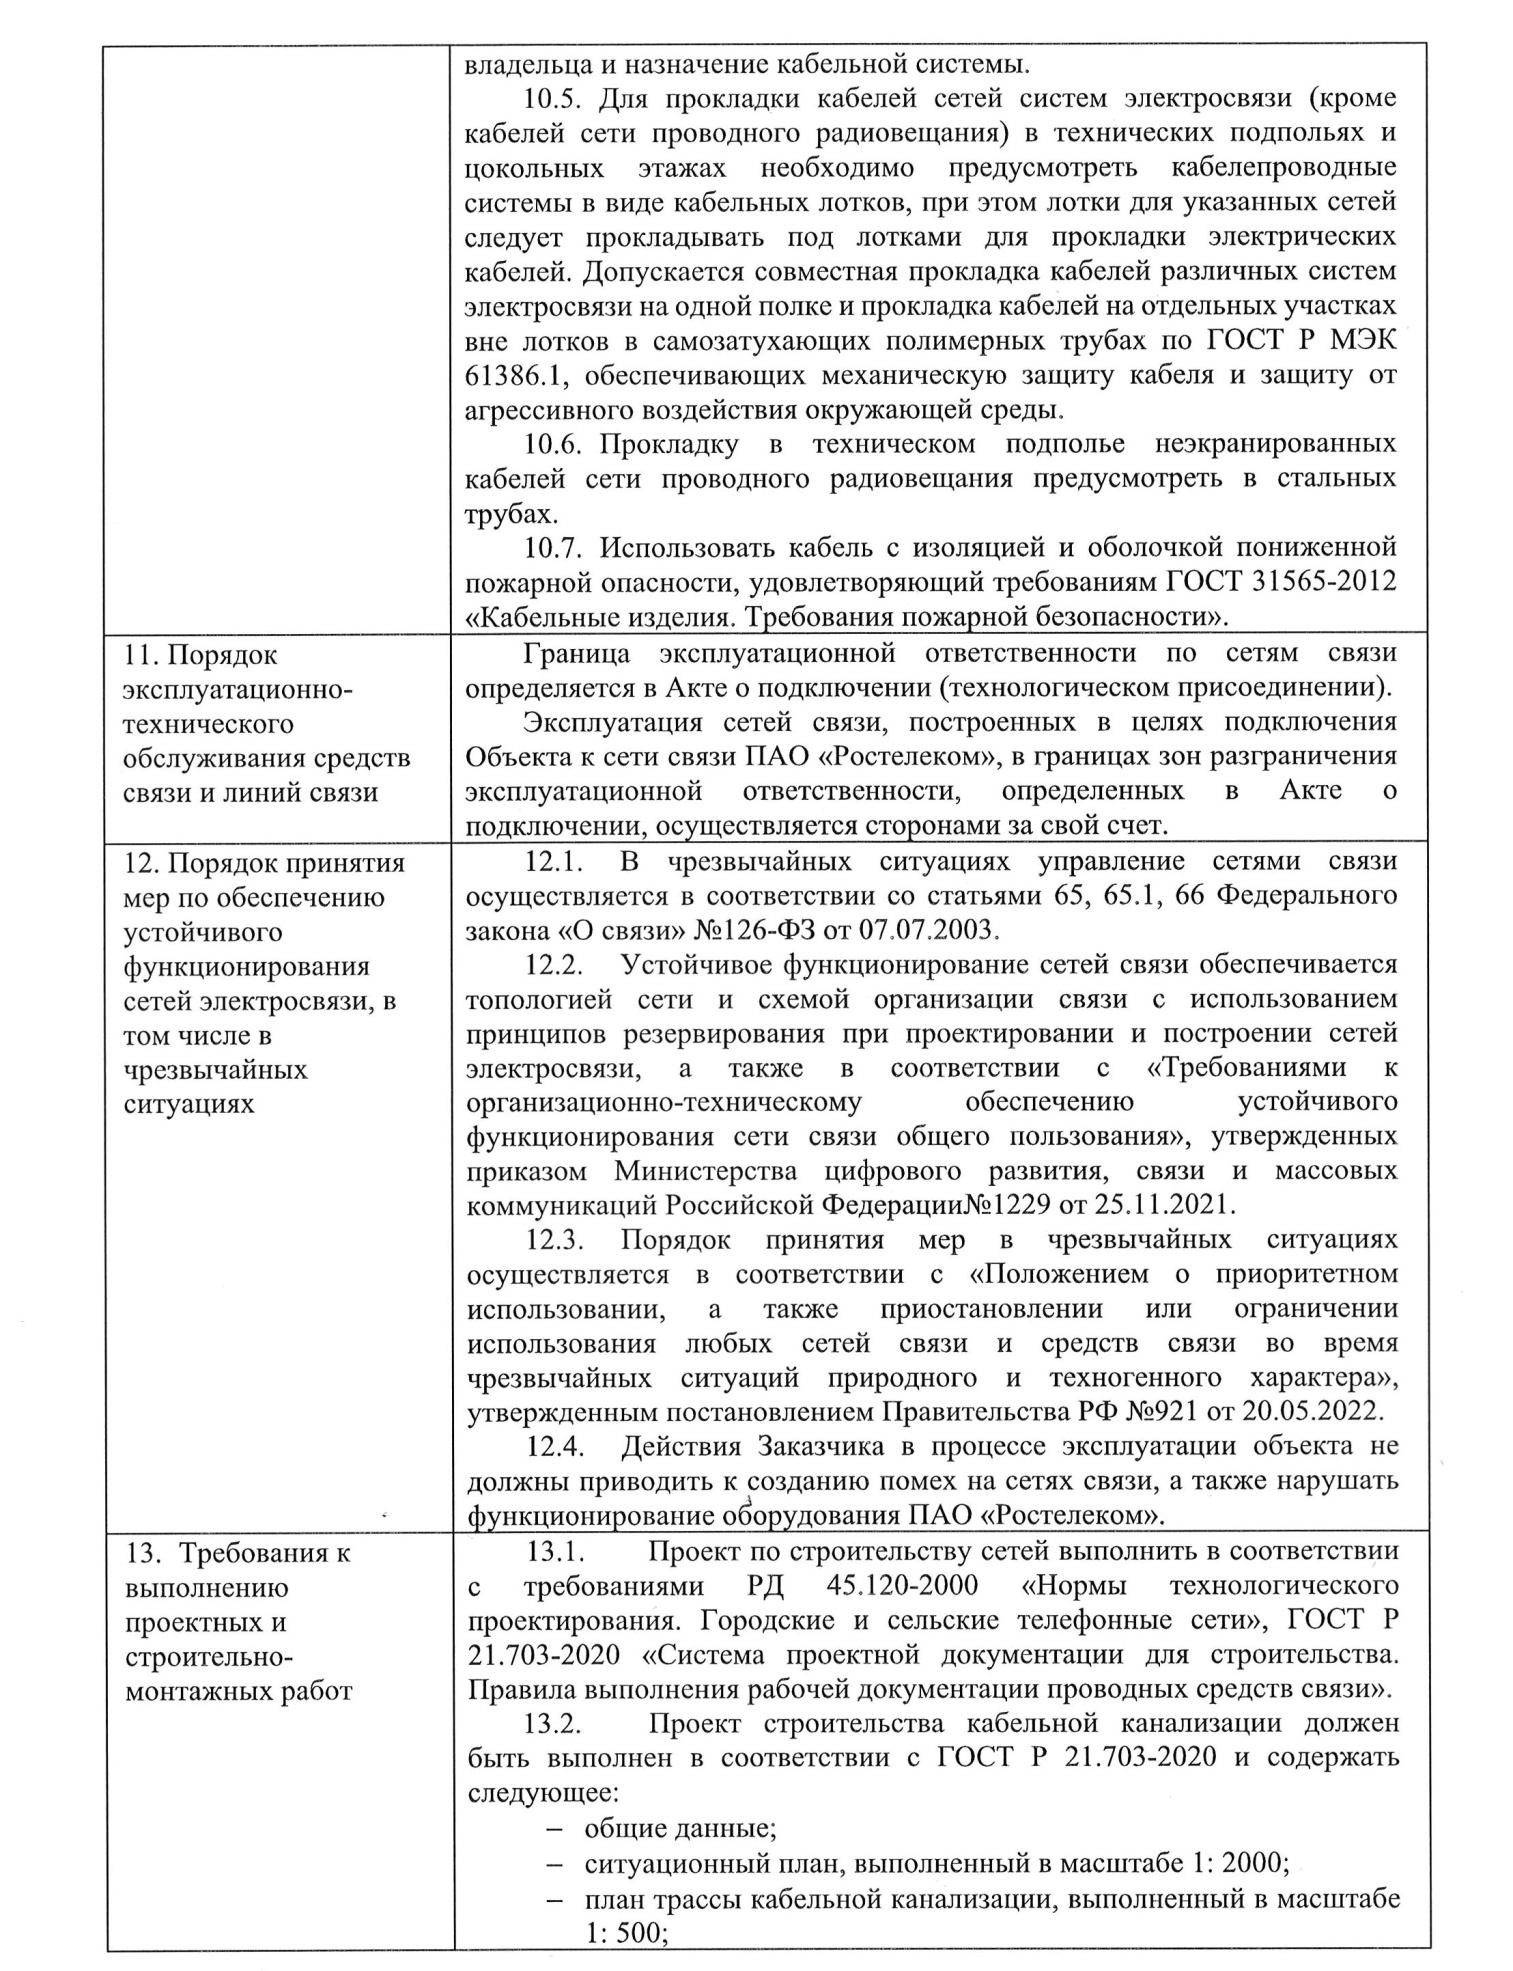 владельца и назначение кабельной системы.
10.5. Для прокладки кабелей сетей систем электросвязи (кроме
кабелей сети проводного радиовещания) в технических подпольях и
цокольных этажах необходимо предусмотреть кабелепроводные
системы в виде кабельных лотков, при этом лотки для указанных сетей
следует прокладывать под лотками для прокладки электрических
кабелей. Допускается совместная прокладка кабелей различных систем
электросвязи на одной полке и прокладка кабелей на отдельных участках
вне лотков в самозатухающих полимерных трубах по ГОСТ Р МЭК
61386.1, обеспечивающих механическую защиту кабеля и защиту от
агрессивного воздействия окружающей среды.
10.6. Прокладку в техническом подполье неэкранированных
кабелей сети проводного радиовещания предусмотреть в стальных
трубах.
10.7. Использовать кабель с изоляцией и оболочкой пониженной
пожарной опасности, удовлетворяющий требованиям ГОСТ 31565-2012
«Кабельные изделия. Требования пожарной безопасности».
11. Порядок
эксплуатационно-
технического
обслуживания средств
связи и линий связи
Граница эксплуатационной ответственности по сетям связи
определяется в Акте о подключении (технологическом присоединении).
Эксплуатация сетей связи, построенных в целях подключения
Объекта к сети связи ПАО «Ростелеком», в границах зон разграничения
эксплуатационной ответственности, определенных в Акте о
подключении, осуществляется сторонами за свой счет.
12. Порядок принятия
мер по обеспечению
устойчивого
функционирования
сетей электросвязи, в
том числе в
чрезвычайных
ситуациях
12.1. В чрезвычайных ситуациях управление сетями связи
осуществляется в соответствии со статьями 65, 65.1, 66 Федерального
закона «О связи» №126-ФЗ от 07.07.2003.
12.2. Устойчивое функционирование сетей связи обеспечивается
топологией сети и схемой организации связи с использованием
принципов резервирования при проектировании и построении сетей
электросвязи, а также в соответствии с «Требованиями к
организационно-техническому обеспечению устойчивого
функционирования сети связи общего пользования», утвержденных
приказом Министерства цифрового развития, связи и массовых
коммуникаций Российской Федерации№1229 от 25.11.2021.
12.3. Порядок принятия мер в чрезвычайных ситуациях
осуществляется в соответствии с «Положением о приоритетном
использовании, а также приостановлении или ограничении
использования любых сетей связи и средств связи во время
чрезвычайных ситуаций природного и техногенного характера»,
утвержденным постановлением Правительства РФ №921 от 20.05.2022.
12.4. Действия Заказчика в процессе эксплуатации объекта не
должны приводить к созданию помех на сетях связи, а также нарушать
функционирование оборудования ПАО «Ростелеком».
13. Требования к
выполнению
проектных и
строительно-
монтажных работ
13.1. Проект по строительству сетей выполнить в соответствии
с требованиями РД 45.120-2000 «Нормы технологического
проектирования. Городские и сельские телефонные сети», ГОСТ Р
21.703-2020 «Система проектной документации для строительства.
Правила выполнения рабочей документации проводных средств связи».
13.2. Проект строительства кабельной канализации должен
быть выполнен в соответствии с ГОСТ Р 21.703-2020 и содержать
следующее:
– общие данные;
– ситуационный план, выполненный в масштабе 1: 2000;
– план трассы кабельной канализации, выполненный в масштабе
1: 500;